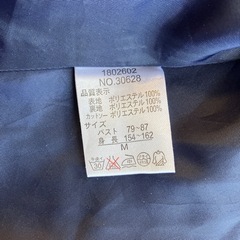 1802602
NO.30628
品質表示
表地 ポリエステル100%
裏地 ポリエステル100%
カットソー ポリエステル100%
サイズ
バスト 79~87
身長 154~162
M